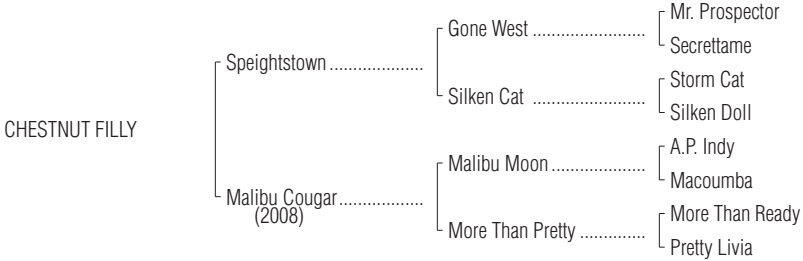 CHESTNUT FILLY
Speightstown ....................
Malibu Cougar ..................
(2008)
Gone West ........................
Silken Cat ........................
Malibu Moon ....................
More Than Pretty ..............
Mr. Prospector
Secrettame
Storm Cat
Silken Doll
A.P. Indy
Macoumba
More Than Ready
Pretty Livia